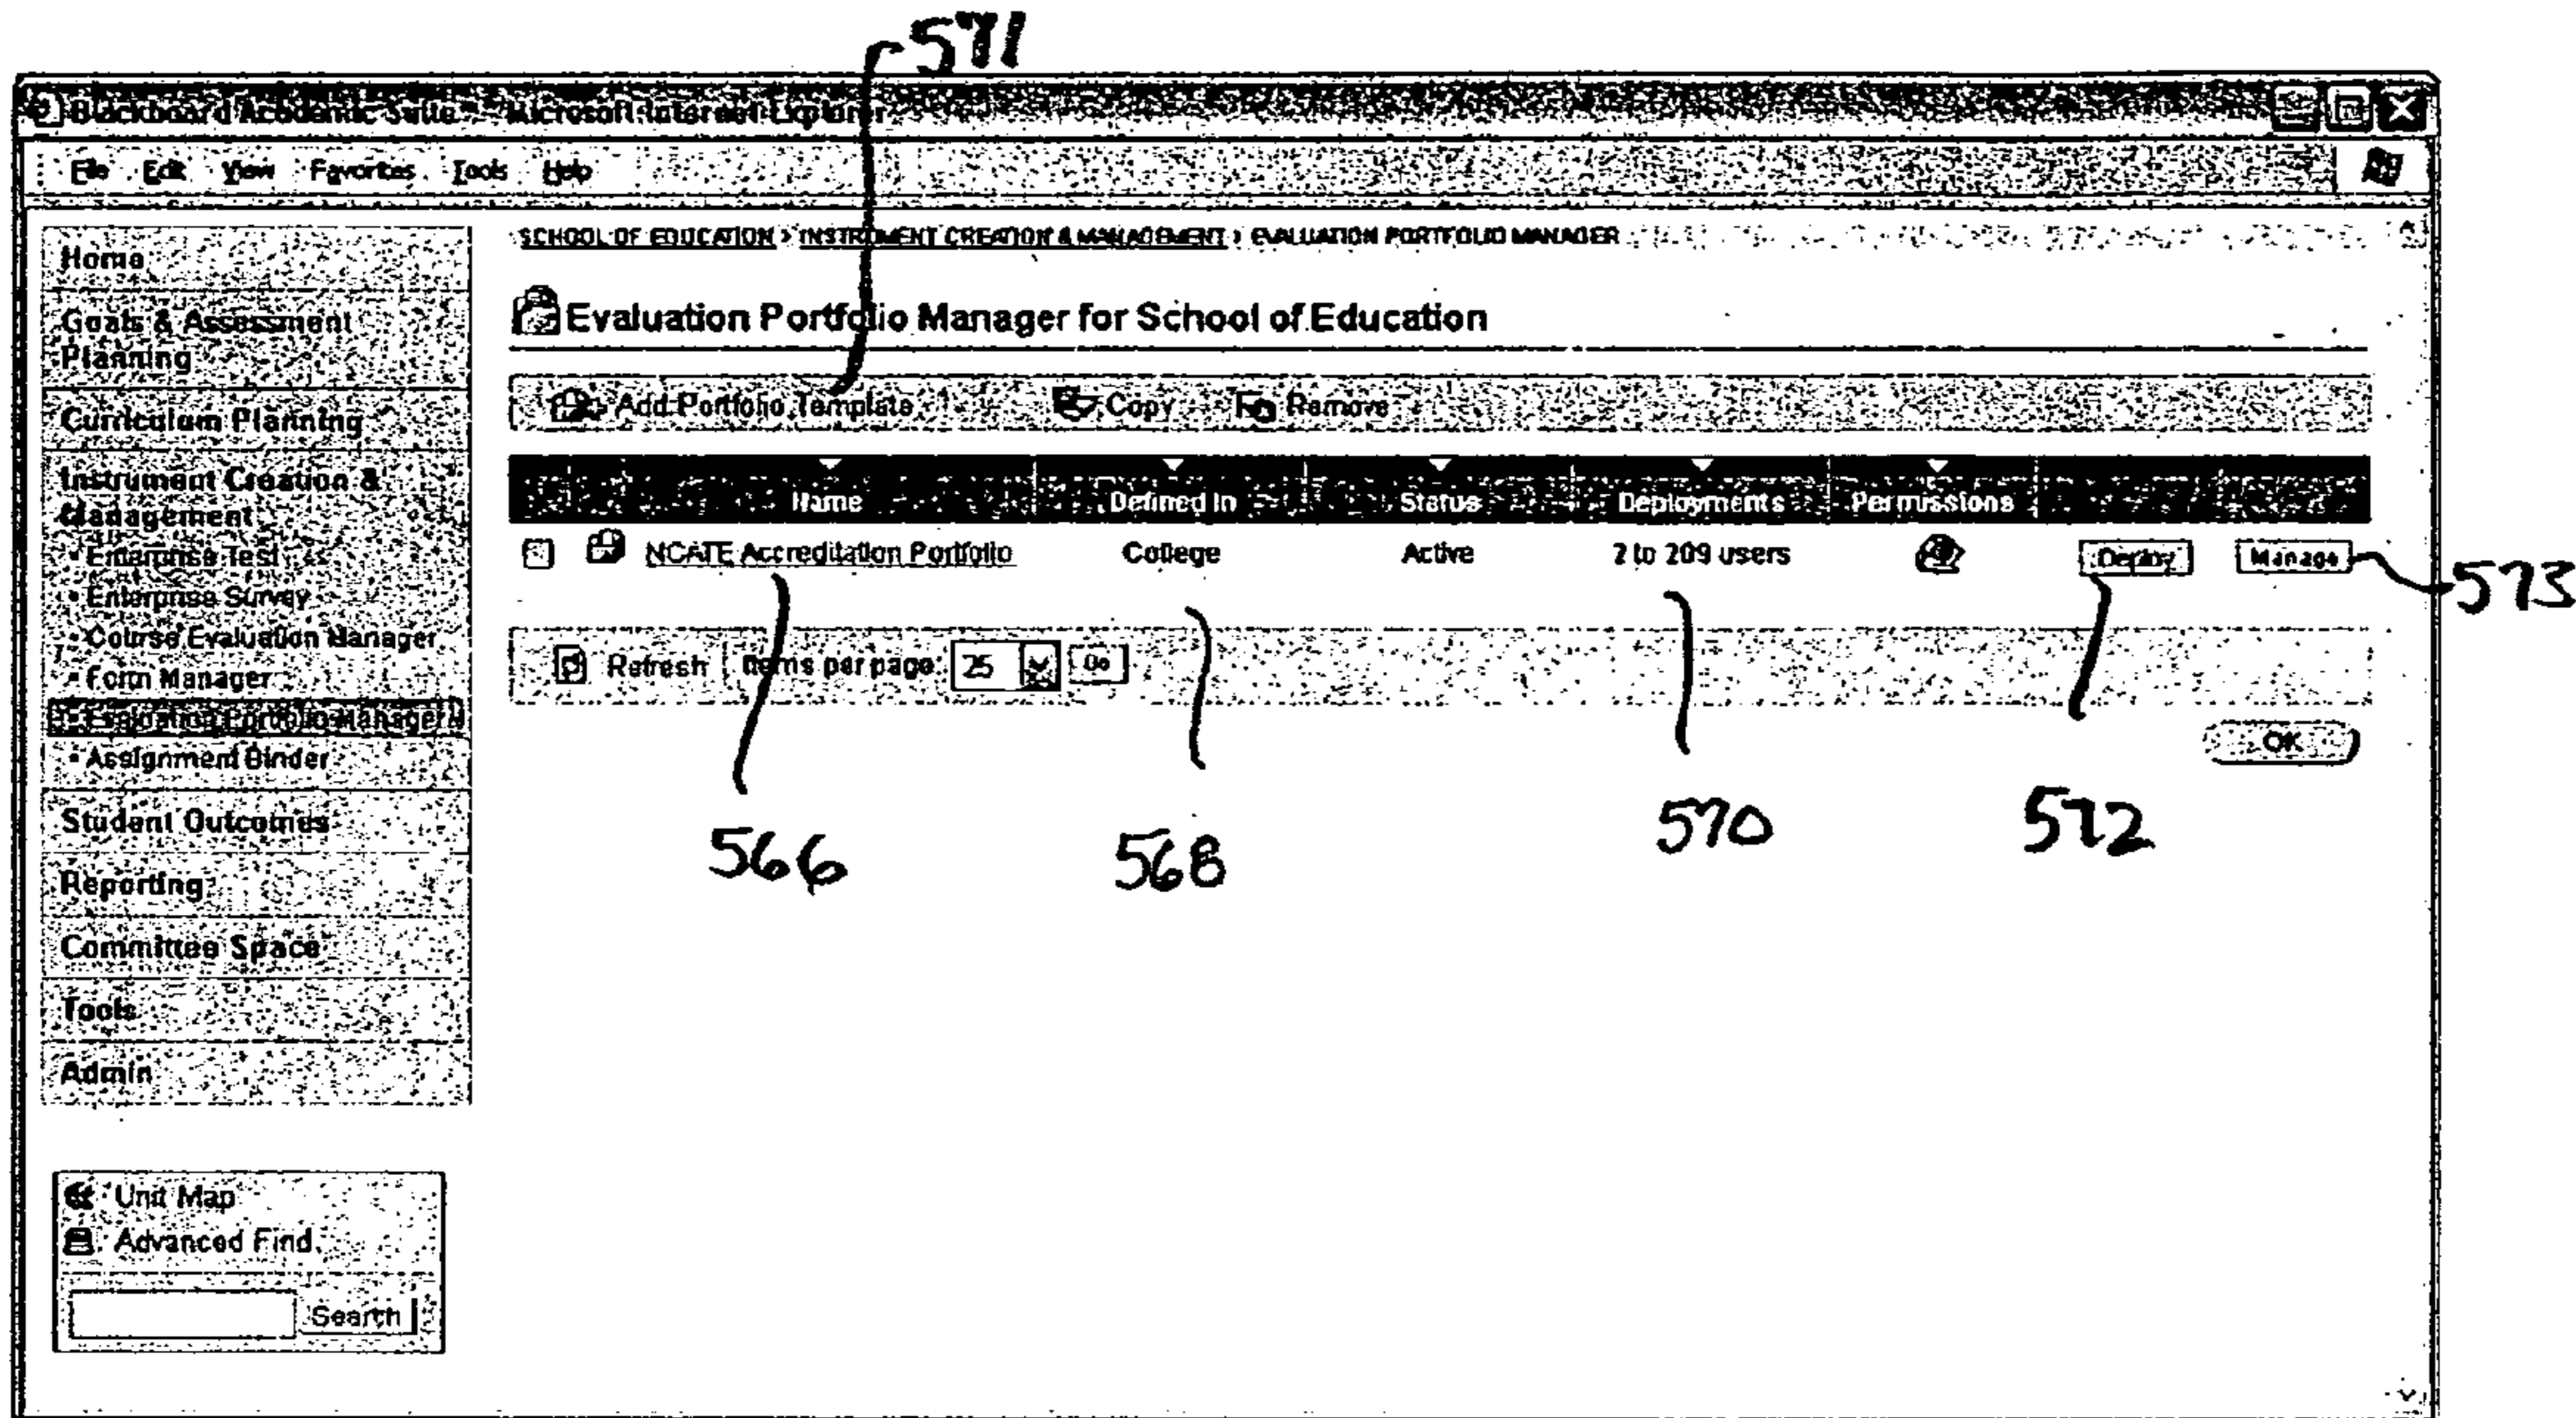 571
Blackboard Academic Suite - Microsoft Internet Explorer
File Edit View Favorites Tools Help
SCHOOL OF EDUCATION > INSTRUMENT CREATION & MANAGEMENT > EVALUATION PORTFOLIO MANAGER
Home
Goals & Assessment
Planning
Curriculum Planning
Instrument Creation &
Management
• Enterprise Test
• Enterprise Survey
• Course Evaluation Manager
• Form Manager
• Evaluation Portfolio Manager
• Assignment Binder
Student Outcomes
Reporting
Committee Space
Tools
Admin
Unit Map
Advanced Find
Search
Evaluation Portfolio Manager for School of Education
Add Portfolio Template Copy Remove
Name Defined In Status Deployments Permissions
NCATE Accreditation Portfolio College Active 2 to 209 users Deploy Manage
573
Refresh Items per page: 25 Go
OK
566 568 570 572